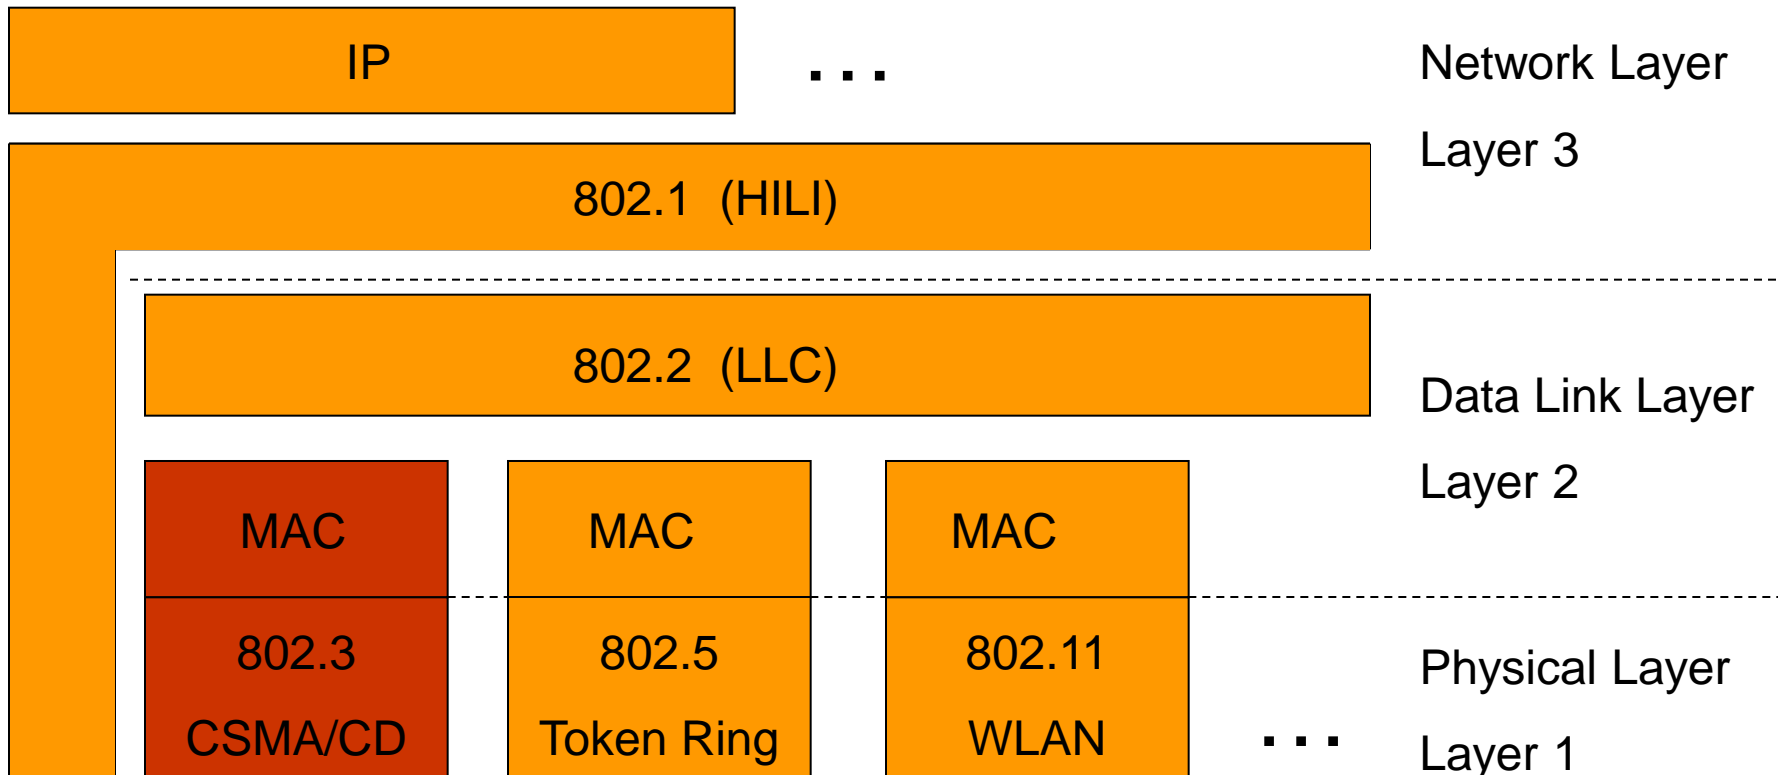 IP
...
Network Layer
Layer 3
802.1 (HILI)
802.2 (LLC)
Data Link Layer
Layer 2
MAC
MAC
MAC
802.3
CSMA/CD
802.5
Token Ring
802.11
WLAN
...
Physical Layer
Layer 1